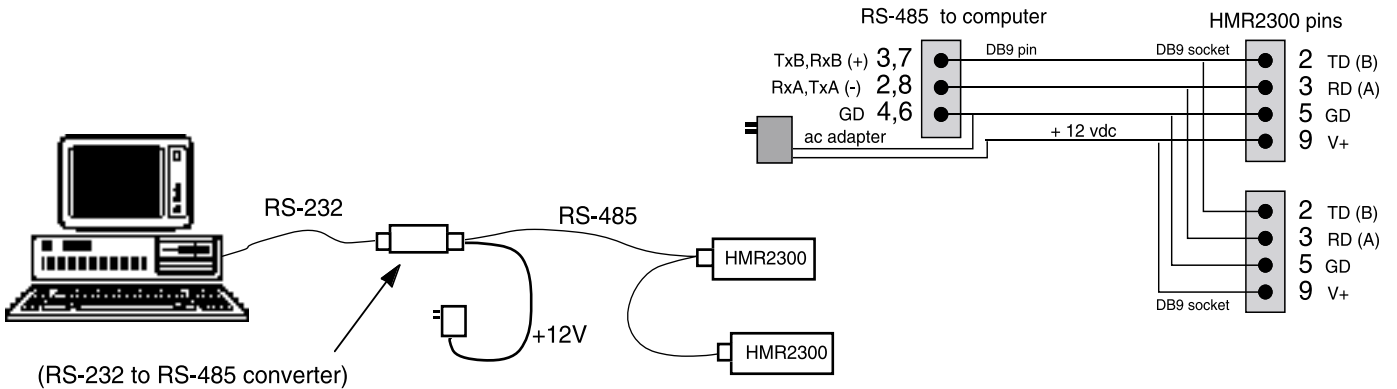 RS-485 to computer
HMR2300 pins
TxB,RxB (+) 3,7
DB9 pin
DB9 socket
2 TD (B)
RxA,TxA (-) 2,8
3 RD (A)
GD 4,6
5 GD
ac adapter
+ 12 vdc
9 V+
RS-232
RS-485
2 TD (B)
3 RD (A)
HMR2300
5 GD
9 V+
DB9 socket
+12V
HMR2300
(RS-232 to RS-485 converter)